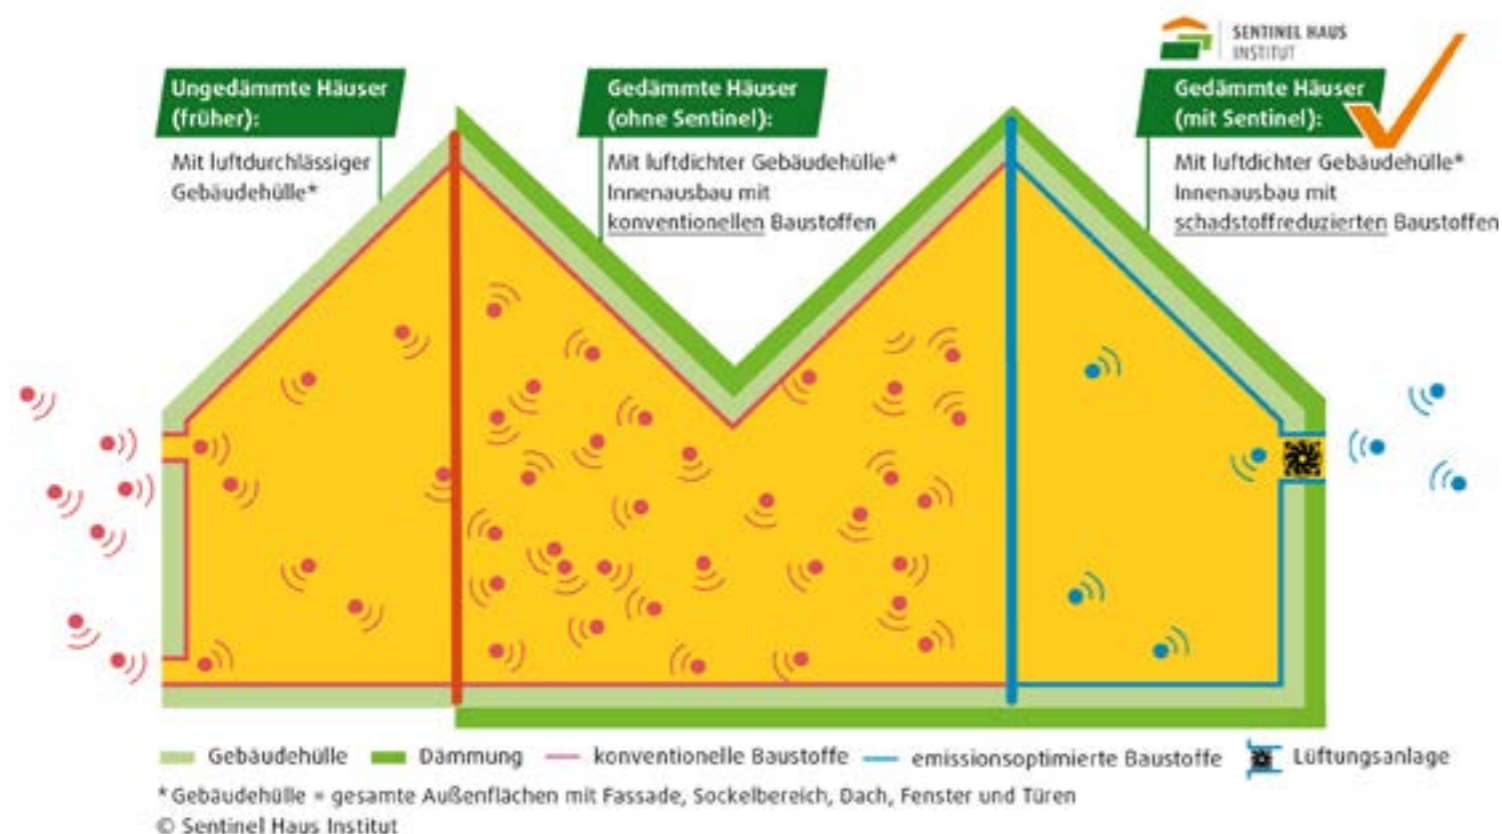 SENTINEL HAUS
INSTITUT
Ungedämmte Häuser
(früher):
Mit luftdurchlässiger
Gebäudehülle*
Gedämmte Häuser
(ohne Sentinel):
Mit luftdichter Gebäudehülle*
Innenausbau mit
konventionellen Baustoffen
Gedämmte Häuser
(mit Sentinel):
Mit luftdichter Gebäudehülle*
Innenausbau mit
schadstoffreduzierten Baustoffen
Gebäudehülle Dämmung konventionelle Baustoffe emissionsoptimierte Baustoffe Lüftungsanlage
* Gebäudehülle = gesamte Außenflächen mit Fassade, Sockelbereich, Dach, Fenster und Türen
© Sentinel Haus Institut